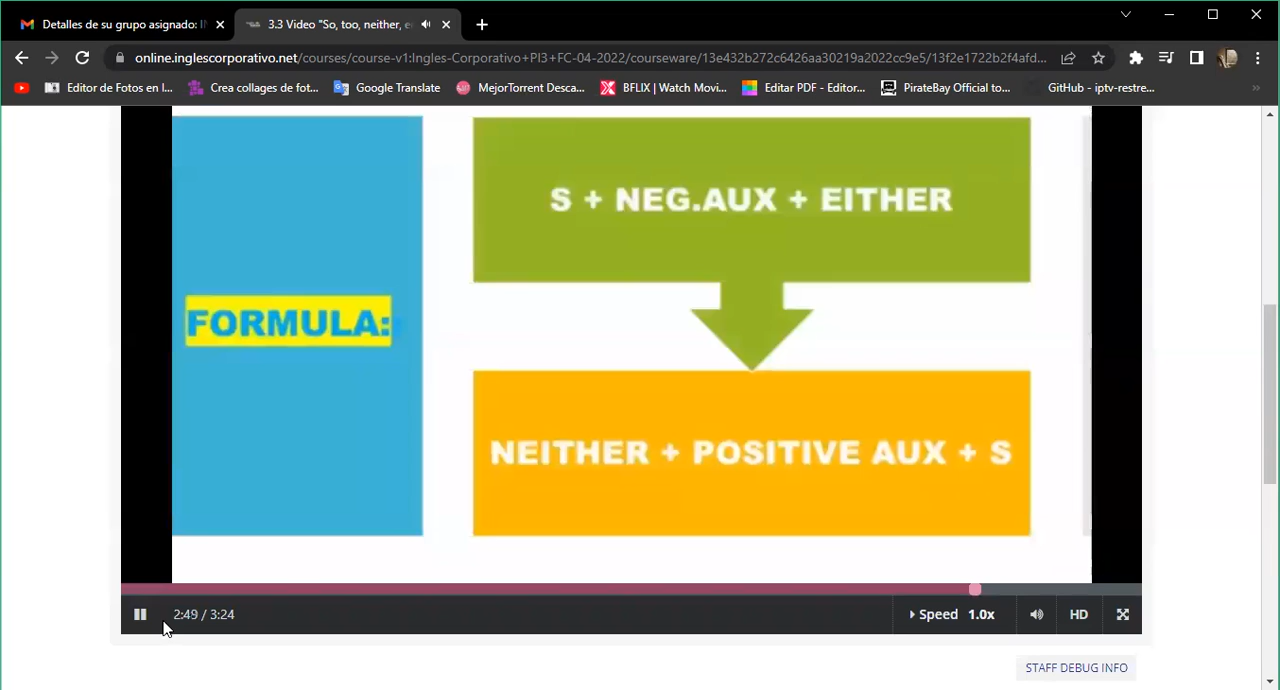 Detalles de su grupo asignado: I
3.3 Video "So, too, neither, e
online.inglescorporativo.net/courses/course-v1:Ingles-Corporativo+PI3+FC-04-2022/courseware/13e432b272c6426aa30219a2022cc9e5/13f2e1722b2f4afd...
Editor de Fotos en l...
Crea collages de fot...
Google Translate
MejorTorrent Desca...
BFLIX | Watch Movi...
Editar PDF - Editor...
PirateBay Official to...
GitHub - iptv-restre...
S + NEG.AUX + EITHER
FORMULA:
NEITHER + POSITIVE AUX + S
2:49 / 3:24
Speed 1.0x
HD
STAFF DEBUG INFO